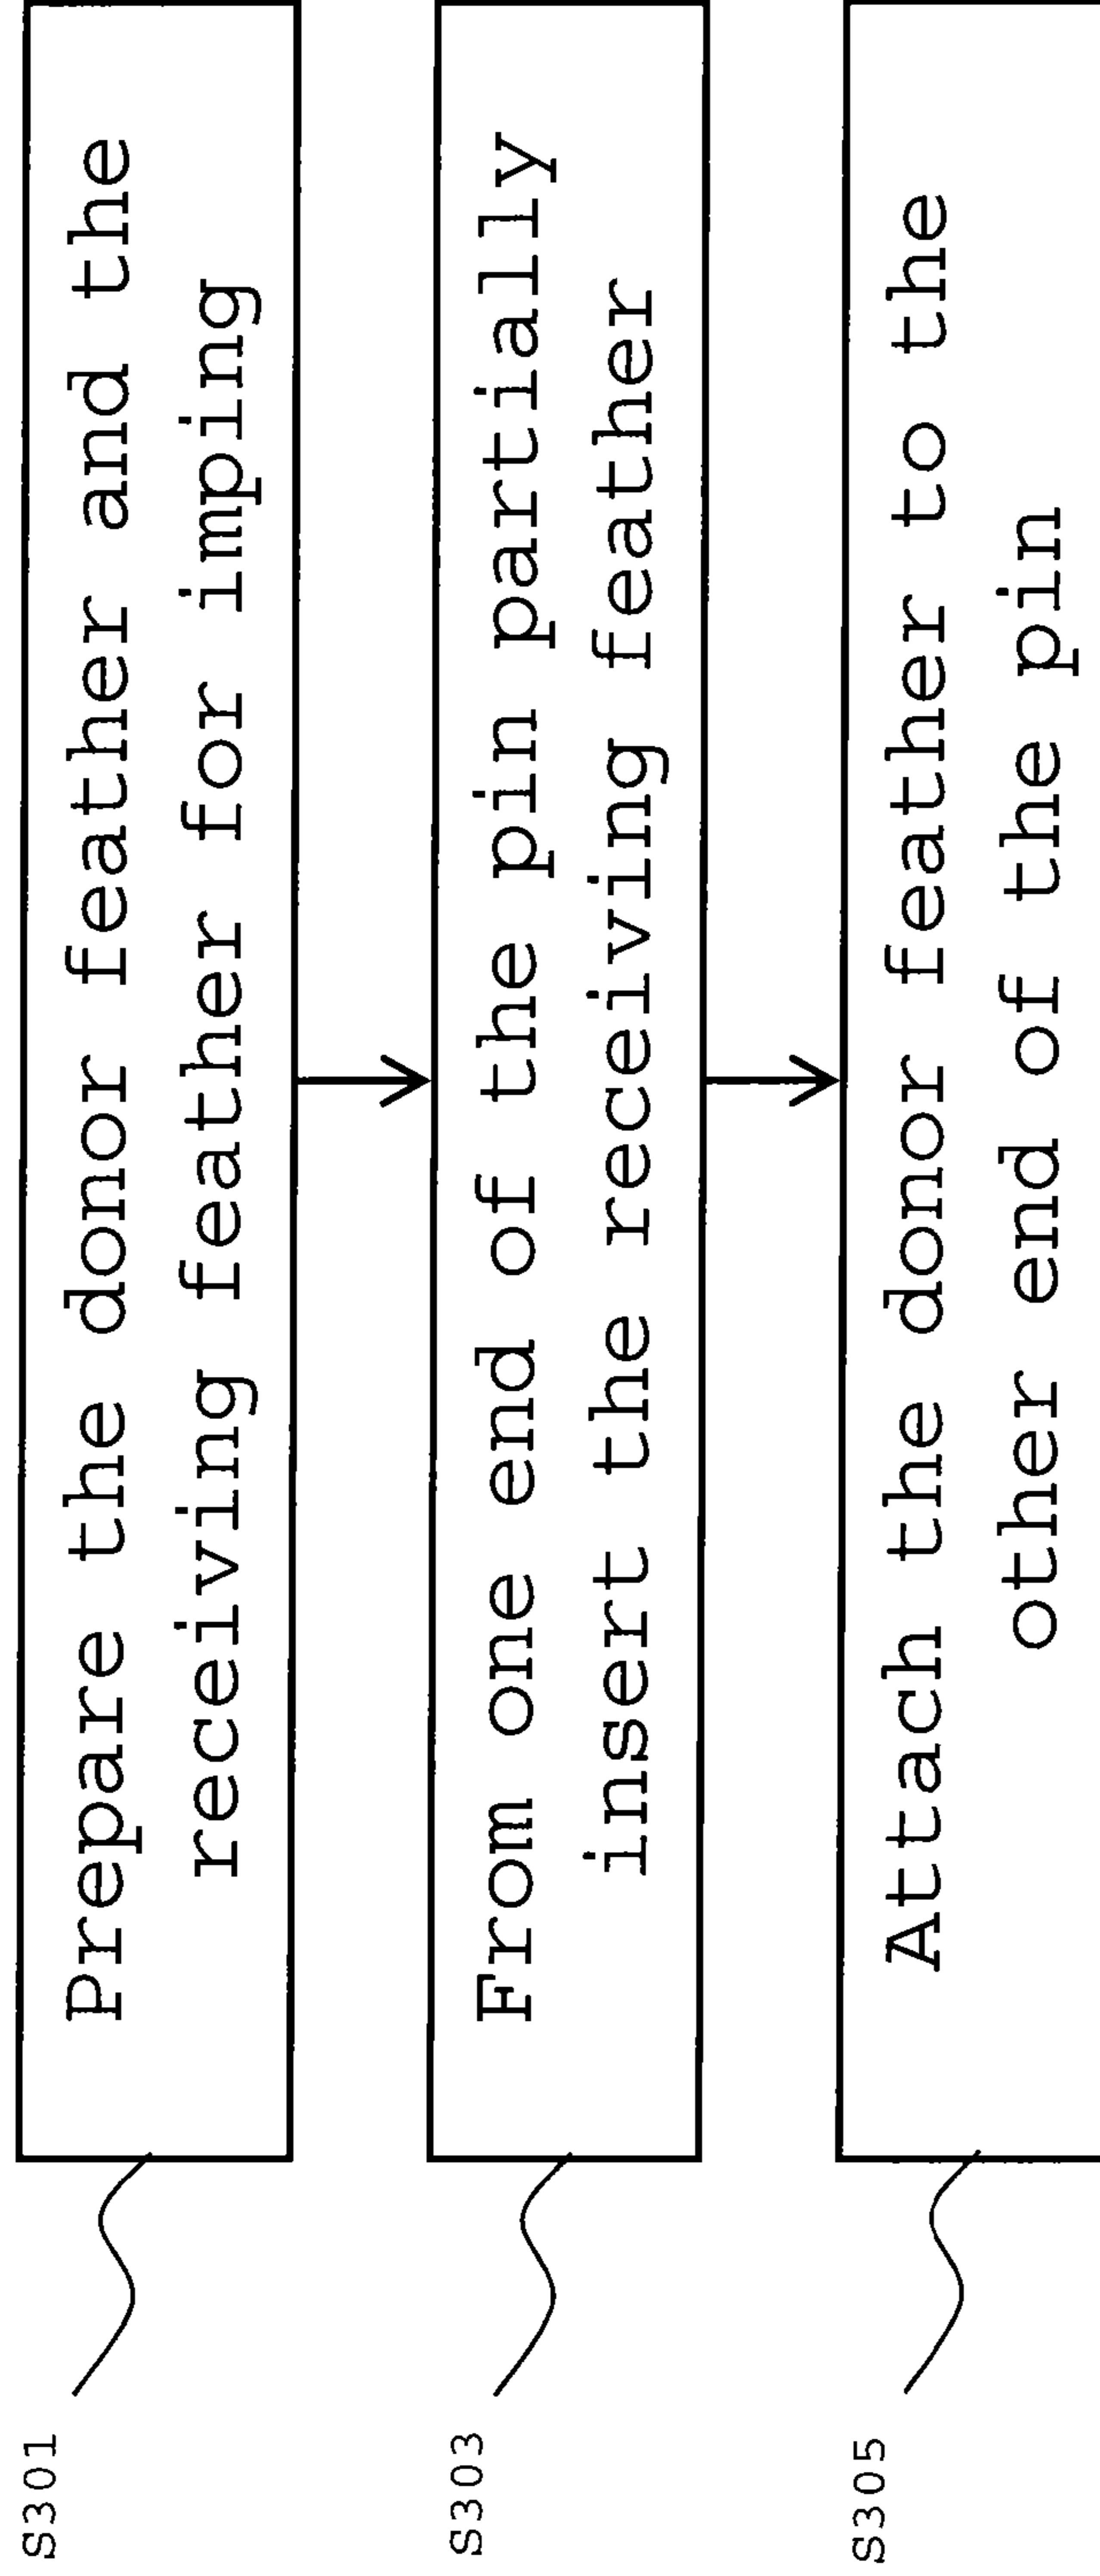 S301
Prepare the donor feather and the
receiving feather for imping
S303
From one end of the pin partially
insert the receiving feather
S305
Attach the donor feather to the
other end of the pin